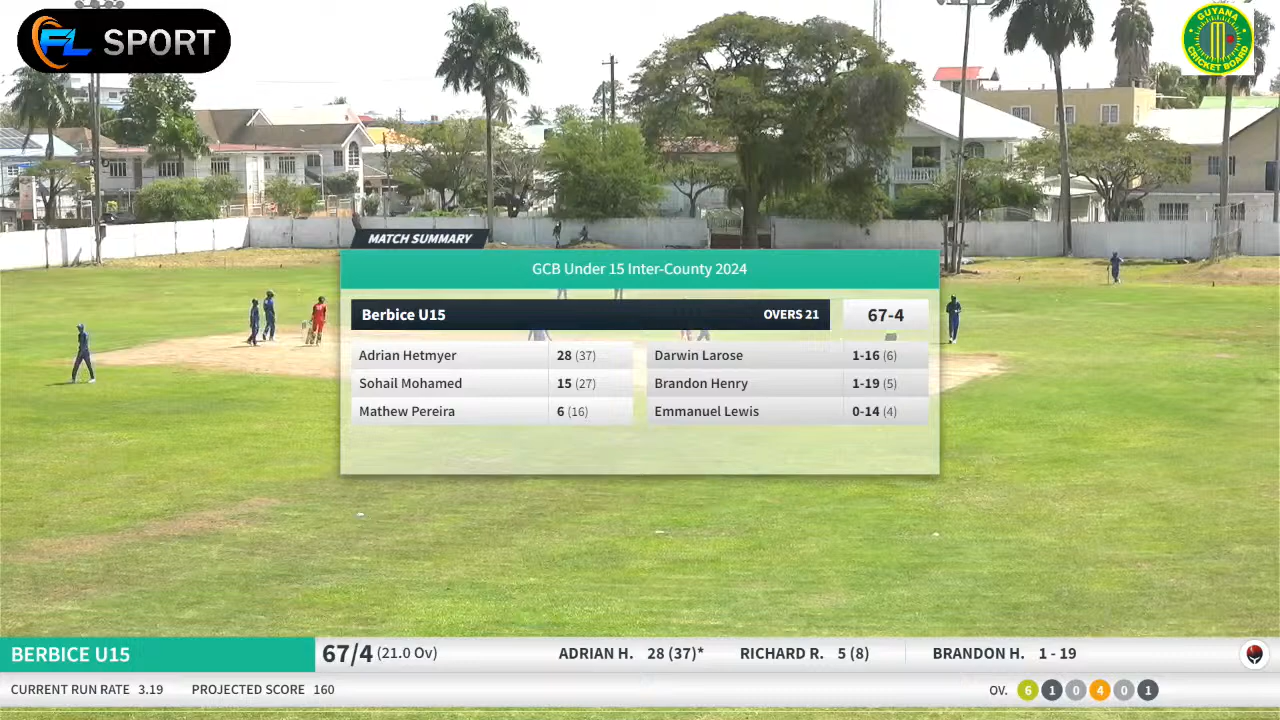 FL SPORT
GUYANA
CRICKET BOARD
MATCH SUMMARY
GCB Under 15 Inter-County 2024
Berbice U15 OVERS 21 67-4
Adrian Hetmyer 28 (37) Darwin Larose 1-16 (6)
Sohail Mohamed 15 (27) Brandon Henry 1-19 (5)
Mathew Pereira 6 (16) Emmanuel Lewis 0-14 (4)
BERBICE U15 67/4 (21.0 Ov) ADRIAN H. 28 (37)* RICHARD R. 5 (8) BRANDON H. 1 - 19
CURRENT RUN RATE 3.19 PROJECTED SCORE 160 OV. 6 1 0 4 0 1